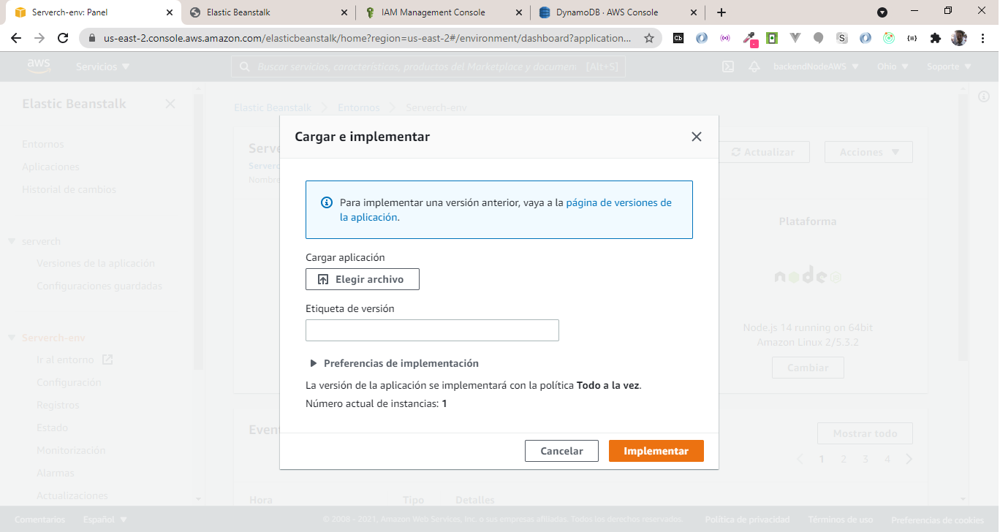 Serverch-env: Panel
Elastic Beanstalk
IAM Management Console
DynamoDB · AWS Console
us-east-2.console.aws.amazon.com/elasticbeanstalk/home?region=us-east-2#/environment/dashboard?application...
aws
Servicios
Buscar servicios, características, productos del Marketplace y documen
[Alt+S]
backendNodeAWS
Ohio
Soporte
Elastic Beanstalk
Entornos
Aplicaciones
Historial de cambios
serverch
Versiones de la aplicación
Configuraciones guardadas
Serverch-env
Ir al entorno
Configuración
Registros
Estado
Monitorización
Alarmas
Actualizaciones
Elastic Beanstalk
Entornos
Serverch-env
Actualizar
Acciones
Plataforma
node
Node.js 14 running on 64bit
Amazon Linux 2/5.3.2
Cambiar
Cargar e implementar
Para implementar una versión anterior, vaya a la página de versiones de
la aplicación.
Cargar aplicación
Elegir archivo
Etiqueta de versión
Preferencias de implementación
La versión de la aplicación se implementará con la política Todo a la vez.
Número actual de instancias: 1
Cancelar
Implementar
Mostrar todo
1 2 3 4
Hora
Tipo
Detalles
Comentarios
Español
© 2008 - 2021, Amazon Web Services, Inc. o sus empresas afiliadas. Todos los derechos reservados.
Política de privacidad
Términos de uso
Preferencias de cookies